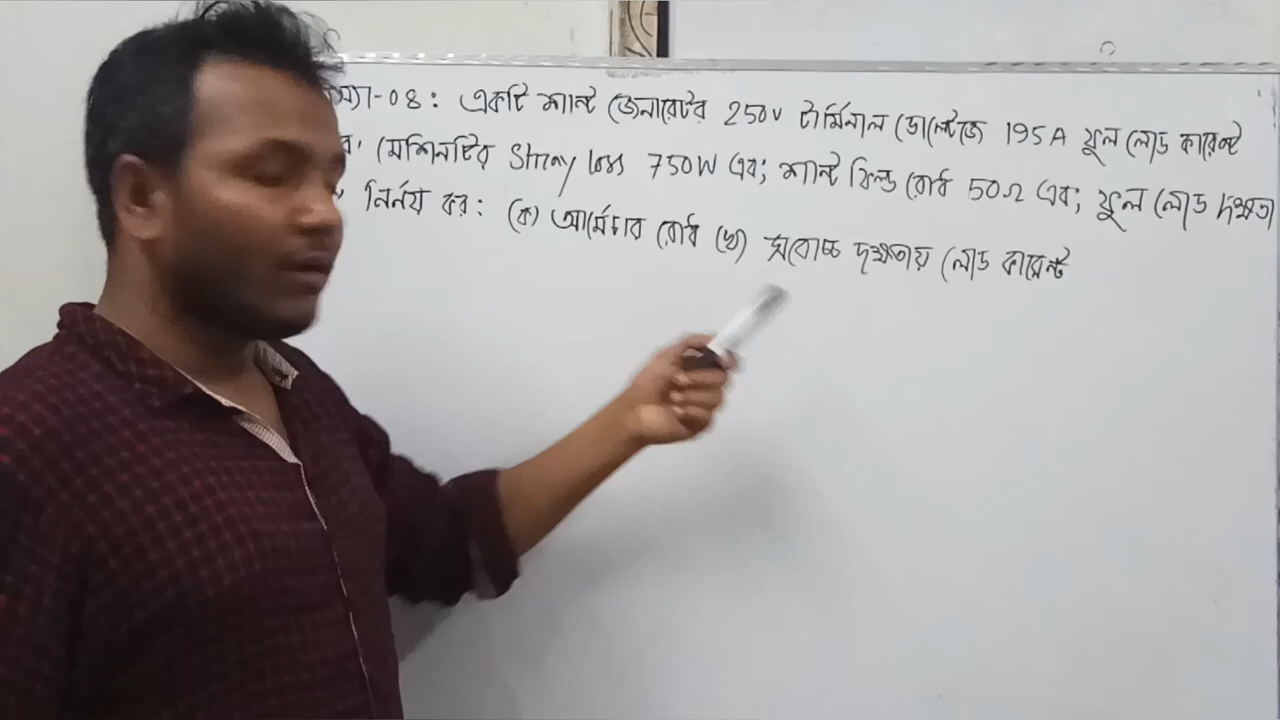 স্যা-০৪: একটি শান্ট জেনারেটর 250V টার্মিনাল ভোল্টেজে 195A ফুল লোড কারেন্ট
মেশিনটির Stray loss 750W এবং শান্ট ফিল্ড রোধ 50Ω এবং ফুল লোড দক্ষতা
নির্নয় কর: (ক) আর্মেচার রোধ (খ) সর্বোচ্চ দক্ষতায় লোড কারেন্ট